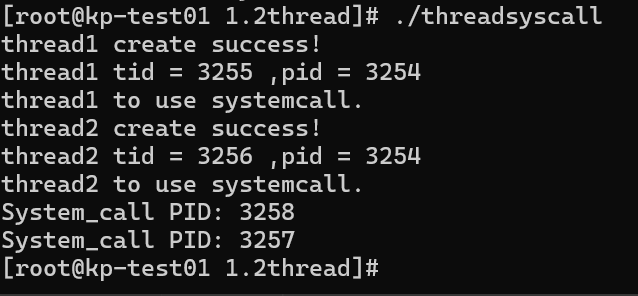 [root@kp-test01 1.2thread]# ./threadsyscall
thread1 create success!
thread1 tid = 3255 ,pid = 3254
thread1 to use systemcall.
thread2 create success!
thread2 tid = 3256 ,pid = 3254
thread2 to use systemcall.
System_call PID: 3258
System_call PID: 3257
[root@kp-test01 1.2thread]#